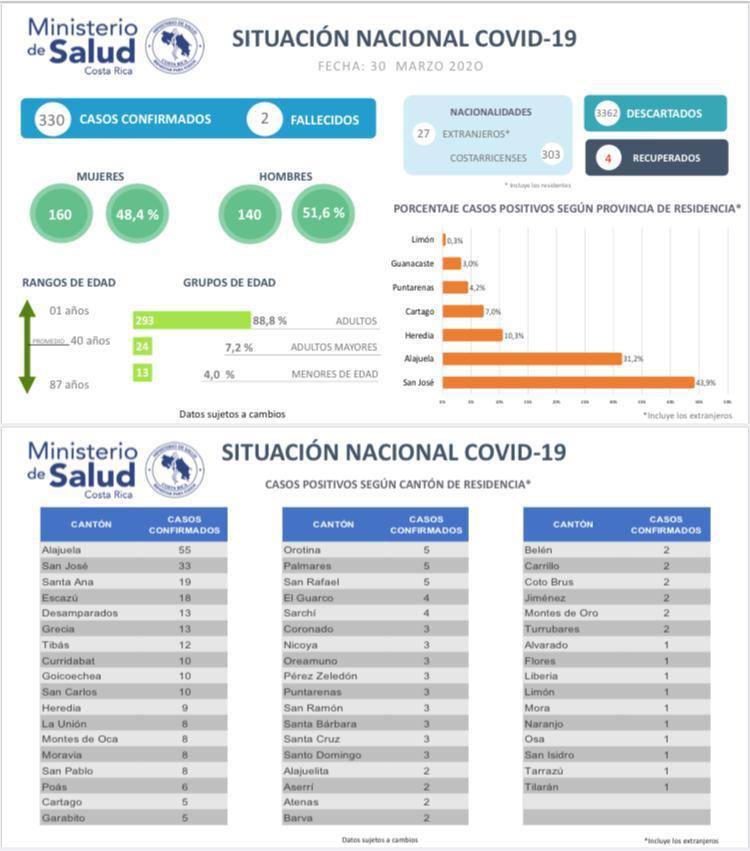 Ministerio
de Salud
Costa Rica
SITUACIÓN NACIONAL COVID-19
FECHA: 30 MARZO 2020
330 CASOS CONFIRMADOS 2 FALLECIDOS
NACIONALIDADES
27 EXTRANJEROS*
COSTARRICENSES 303
* Incluye los residentes
3362 DESCARTADOS
4 RECUPERADOS
MUJERES
160 48,4 %
HOMBRES
140 51,6 %
RANGOS DE EDAD
01 años
PROMEDIO 40 años
87 años
GRUPOS DE EDAD
293 88,8 % ADULTOS
24 7,2 % ADULTOS MAYORES
13 4,0 % MENORES DE EDAD
Datos sujetos a cambios
PORCENTAJE CASOS POSITIVOS SEGÚN PROVINCIA DE RESIDENCIA*
Limón 0,3%
Guanacaste 3,0%
Puntarenas 4,2%
Cartago 7,0%
Heredia 10,3%
Alajuela 31,2%
San José 43,9%
*Incluye los extranjeros
Ministerio
de Salud
Costa Rica
SITUACIÓN NACIONAL COVID-19
CASOS POSITIVOS SEGÚN CANTÓN DE RESIDENCIA*
CANTÓN CASOS CONFIRMADOS
Alajuela 55
San José 33
Santa Ana 19
Escazú 18
Desamparados 13
Grecia 13
Tibás 12
Curridabat 10
Goicoechea 10
San Carlos 10
Heredia 9
La Unión 8
Montes de Oca 8
Moravia 8
San Pablo 8
Poás 6
Cartago 5
Garabito 5
CANTÓN CASOS CONFIRMADOS
Orotina 5
Palmares 5
San Rafael 5
El Guarco 4
Sarchí 4
Coronado 3
Nicoya 3
Oreamuno 3
Pérez Zeledón 3
Puntarenas 3
San Ramón 3
Santa Bárbara 3
Santa Cruz 3
Santo Domingo 3
Alajuelita 2
Aserrí 2
Atenas 2
Barva 2
CANTÓN CASOS CONFIRMADOS
Belén 2
Carrillo 2
Coto Brus 2
Jiménez 2
Montes de Oro 2
Turrubares 2
Alvarado 1
Flores 1
Liberia 1
Limón 1
Mora 1
Naranjo 1
Osa 1
San Isidro 1
Tarrazú 1
Tilarán 1
Datos sujetos a cambios
*Incluye los extranjeros